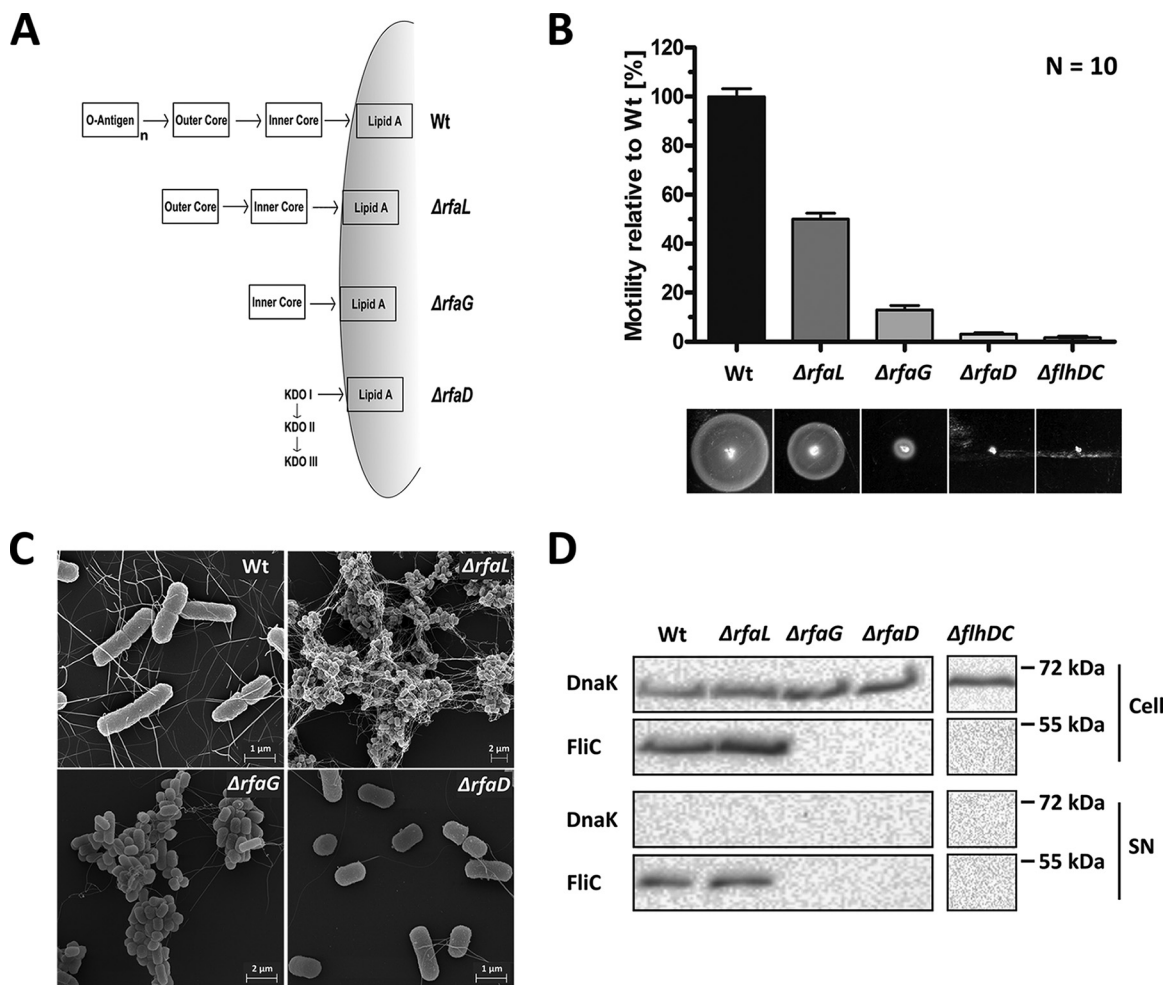 A
O-Antigen n Outer Core Inner Core Lipid A Wt
Outer Core Inner Core Lipid A ΔrfaL
Inner Core Lipid A ΔrfaG
KDO I Lipid A ΔrfaD
KDO II
KDO III
B
Motility relative to Wt [%]
120
100
80
60
40
20
0
N = 10
Wt ΔrfaL ΔrfaG ΔrfaD ΔflhDC
C
Wt
1 µm
ΔrfaL
2 µm
ΔrfaG
2 µm
ΔrfaD
1 µm
D
Wt ΔrfaL ΔrfaG ΔrfaD ΔflhDC
DnaK 72 kDa
FliC 55 kDa
Cell
DnaK 72 kDa
FliC 55 kDa
SN